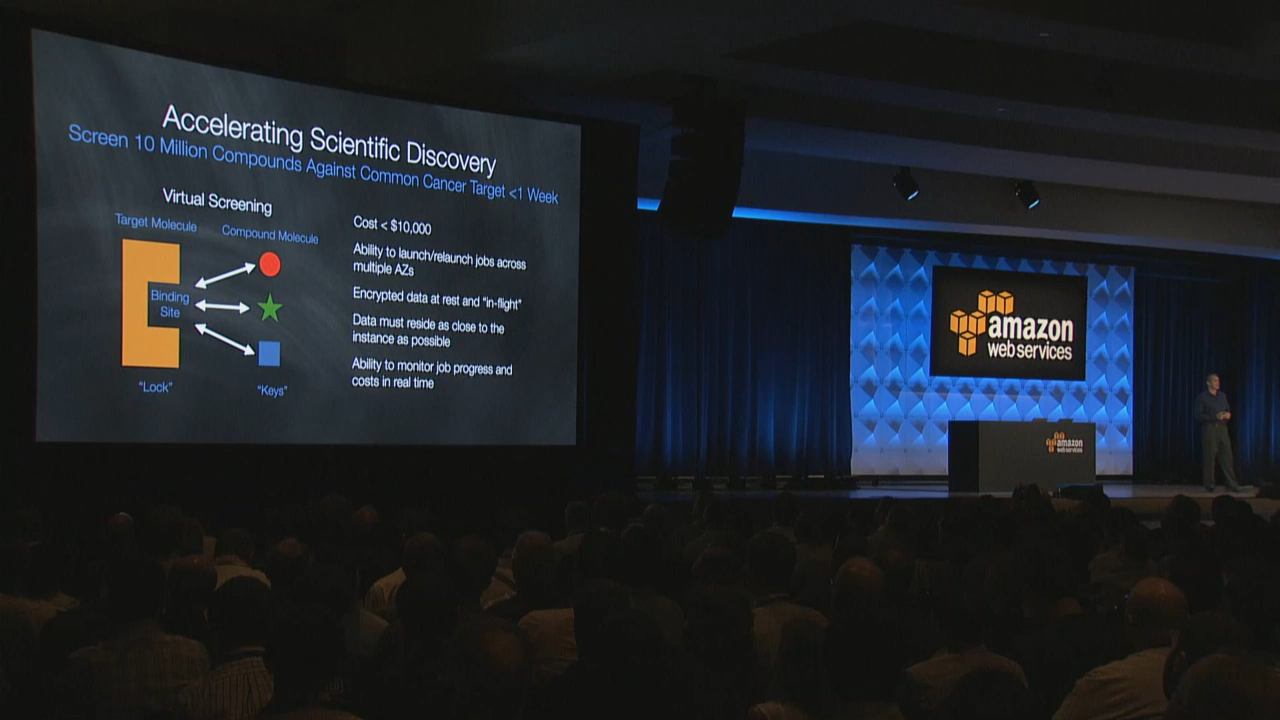 Accelerating Scientific Discovery
Screen 10 Million Compounds Against Common Cancer Target <1 Week
Virtual Screening
Target Molecule
Compound Molecule
Binding
Site
"Lock"
"Keys"
Cost < $10,000
Ability to launch/relaunch jobs across
multiple AZs
Encrypted data at rest and "in-flight"
Data must reside as close to the
instance as possible
Ability to monitor job progress and
costs in real time
amazon
web services
amazon
web services